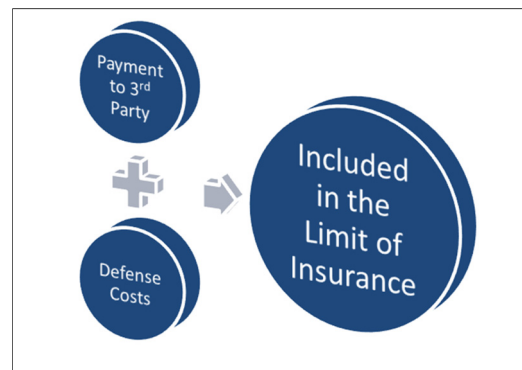 Payment
to 3rd
Party
Defense
Costs
Included
in the
Limit of
Insurance